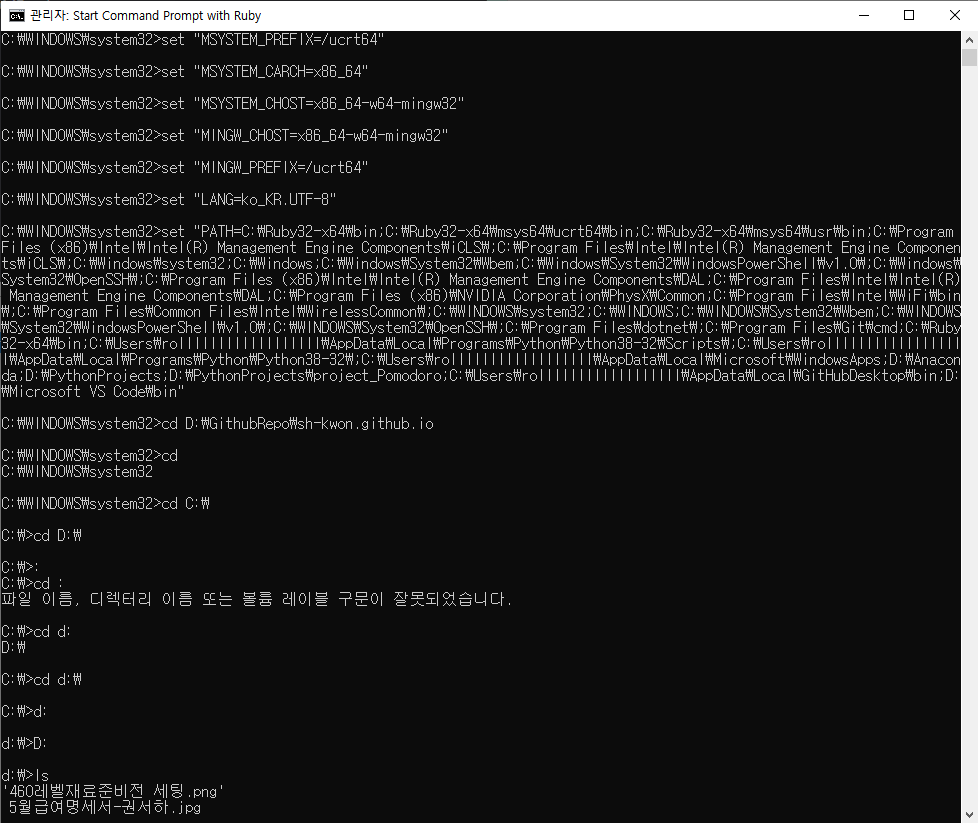 관리자: Start Command Prompt with Ruby
C:\WINDOWS\system32>set "MSYSTEM_PREFIX=/ucrt64"
C:\WINDOWS\system32>set "MSYSTEM_CARCH=x86_64"
C:\WINDOWS\system32>set "MSYSTEM_CHOST=x86_64-w64-mingw32"
C:\WINDOWS\system32>set "MINGW_CHOST=x86_64-w64-mingw32"
C:\WINDOWS\system32>set "MINGW_PREFIX=/ucrt64"
C:\WINDOWS\system32>set "LANG=ko_KR.UTF-8"
C:\WINDOWS\system32>set "PATH=C:\Ruby32-x64\bin;C:\Ruby32-x64\msys64\ucrt64\bin;C:\Ruby32-x64\msys64\usr\bin;C:\Program
Files (x86)\Intel\Intel(R) Management Engine Components\iCLS\;C:\Program Files\Intel\Intel(R) Management Engine Componen
ts\iCLS\;C:\Windows\system32;C:\Windows;C:\Windows\System32\Wbem;C:\Windows\System32\WindowsPowerShell\v1.0\;C:\Windows\
System32\OpenSSH\;C:\Program Files (x86)\Intel\Intel(R) Management Engine Components\DAL;C:\Program Files\Intel\Intel(R)
 Management Engine Components\DAL;C:\Program Files (x86)\NVIDIA Corporation\PhysX\Common;C:\Program Files\Intel\WiFi\bin
\;C:\Program Files\Common Files\Intel\WirelessCommon\;C:\WINDOWS\system32;C:\WINDOWS;C:\WINDOWS\System32\Wbem;C:\WINDOWS
\System32\WindowsPowerShell\v1.0\;C:\WINDOWS\System32\OpenSSH\;C:\Program Files\dotnet\;C:\Program Files\Git\cmd;C:\Ruby
32-x64\bin;C:\Users\rollllllllllllllllll\AppData\Local\Programs\Python\Python38-32\Scripts\;C:\Users\rolllllllllllllllll
l\AppData\Local\Programs\Python\Python38-32\;C:\Users\rollllllllllllllllll\AppData\Local\Microsoft\WindowsApps;D:\Anacon
da;D:\PythonProjects;D:\PythonProjects\project_Pomodoro;C:\Users\rollllllllllllllllll\AppData\Local\GitHubDesktop\bin;D:
\Microsoft VS Code\bin"
C:\WINDOWS\system32>cd D:\GithubRepo\sh-kwon.github.io
C:\WINDOWS\system32>cd
C:\WINDOWS\system32
C:\WINDOWS\system32>cd C:\
C:\>cd D:\
C:\>:
C:\>cd :
파일 이름, 디렉터리 이름 또는 볼륨 레이블 구문이 잘못되었습니다.
C:\>cd d:
D:\
C:\>cd d:\
C:\>d:
d:\>D:
d:\>ls
'460레벨재료준비전 세팅.png'
 5월급여명세서-권서하.jpg